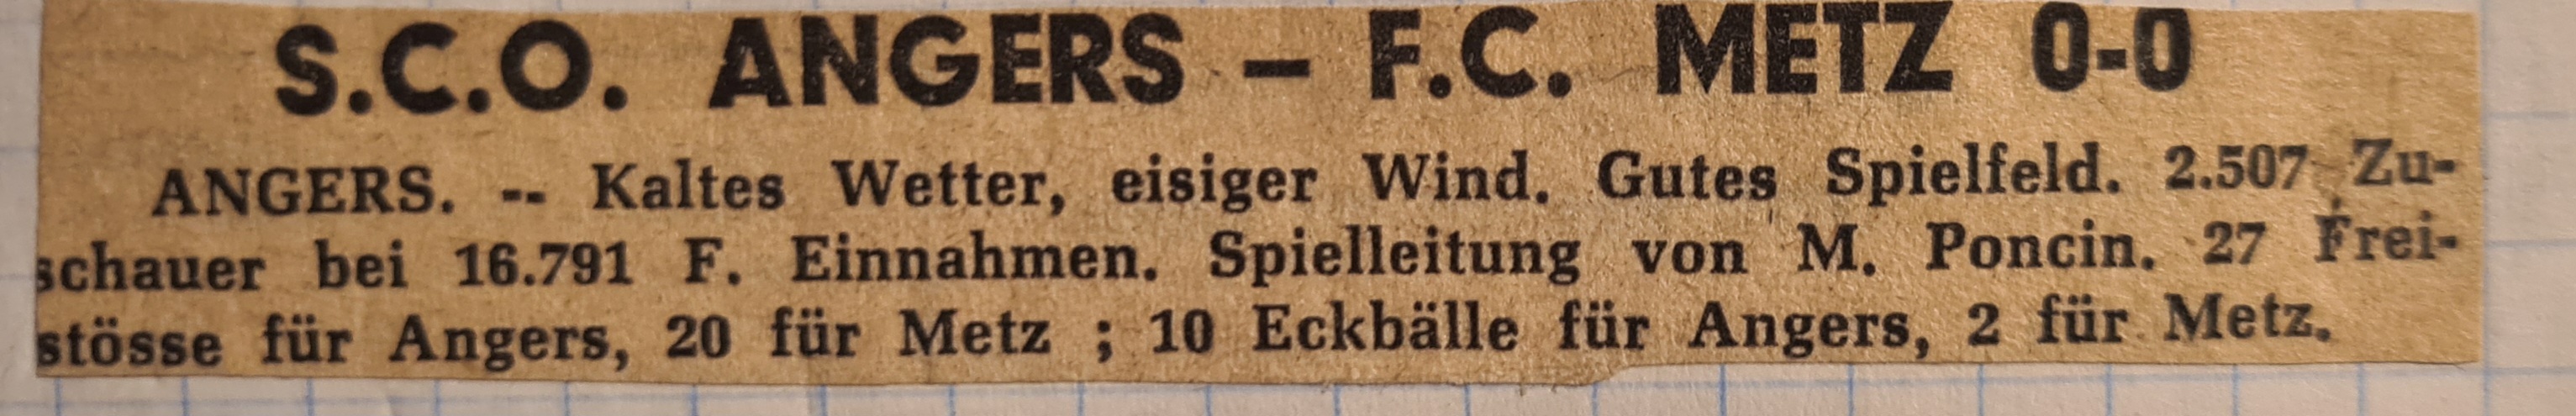 S.C.O. ANGERS – F.C. METZ 0-0
ANGERS. -- Kaltes Wetter, eisiger Wind. Gutes Spielfeld. 2.507 Zu-
schauer bei 16.791 F. Einnahmen. Spielleitung von M. Poncin. 27 Frei-
stösse für Angers, 20 für Metz ; 10 Eckbälle für Angers, 2 für Metz.